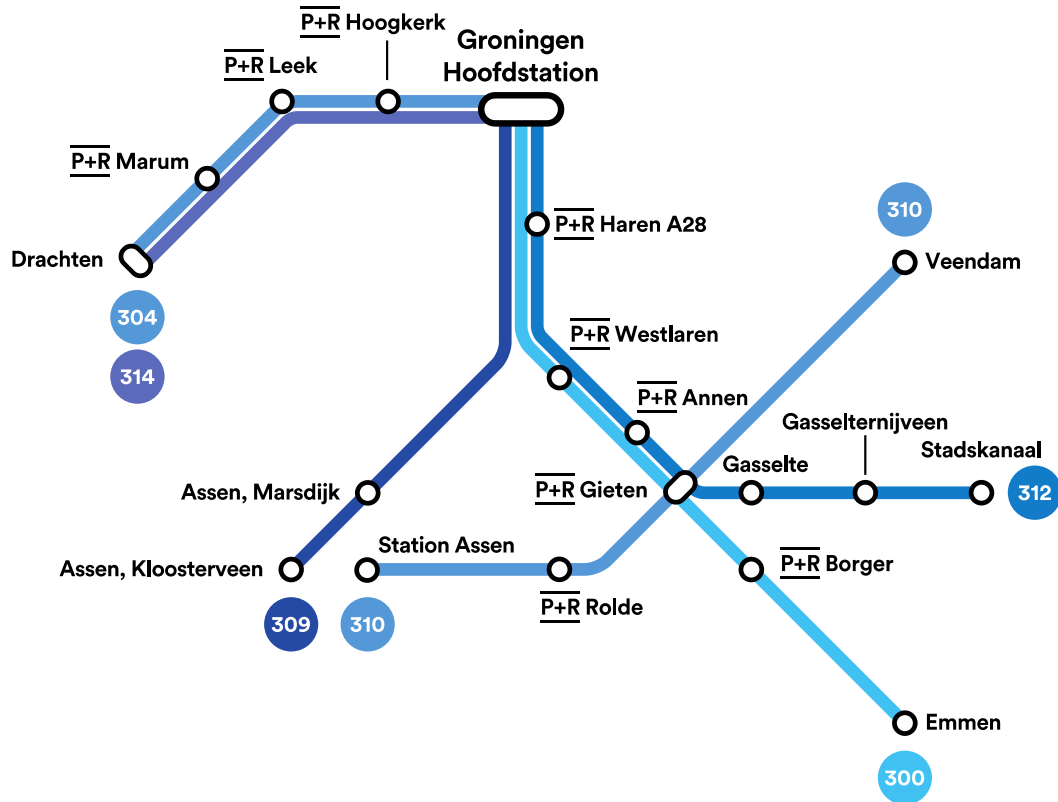 P+R Hoogkerk
Groningen
Hoofdstation
P+R Leek
P+R Marum
Drachten
304
314
P+R Haren A28
310
Veendam
P+R Westlaren
P+R Annen
Gasselternijveen
Stadskanaal
Gasselte
312
P+R Gieten
Assen, Marsdijk
Station Assen
Assen, Kloosterveen
P+R Borger
P+R Rolde
309
310
Emmen
300